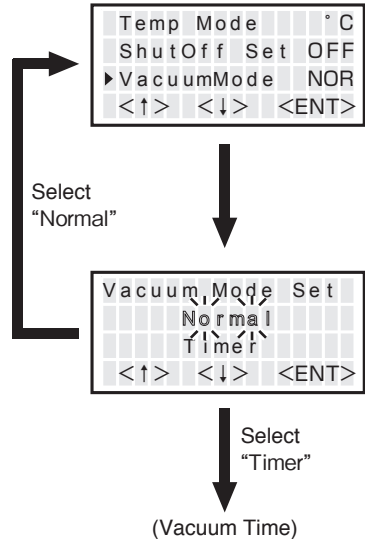 Temp Mode °C
ShutOff Set OFF
▶VacuumMode NOR
<↑> <↓> <ENT>
Select
“Normal”
Vacuum Mode Set
Normal
Timer
<↑> <↓> <ENT>
Select
“Timer”
(Vacuum Time)